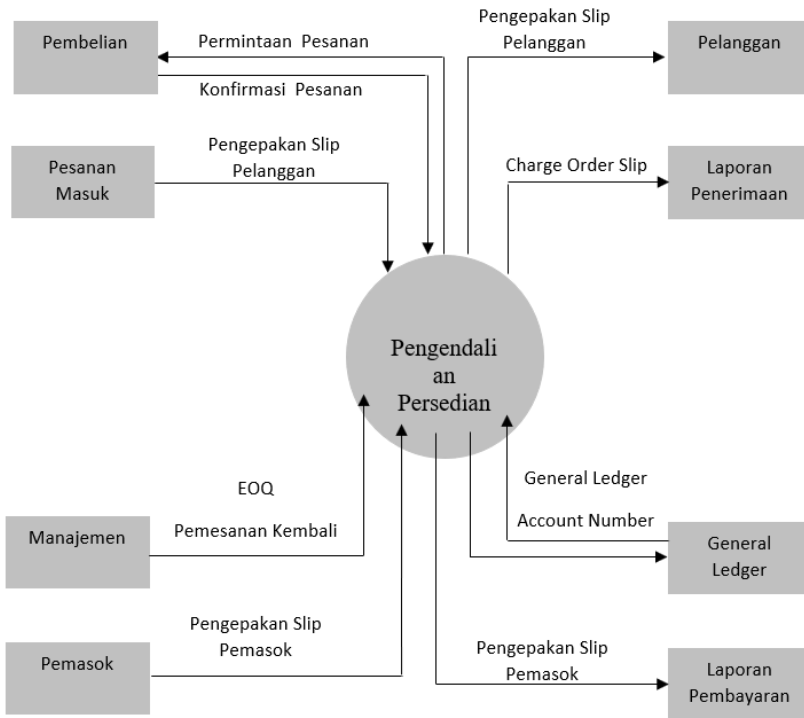 Pembelian
Permintaan Pesanan
Konfirmasi Pesanan
Pengepakan Slip
Pelanggan
Pelanggan
Pesanan
Masuk
Pengepakan Slip
Pelanggan
Charge Order Slip
Laporan
Penerimaan
Pengendali
an
Persedian
Manajemen
EOQ
Pemesanan Kembali
General Ledger
Account Number
General
Ledger
Pemasok
Pengepakan Slip
Pemasok
Pengepakan Slip
Pemasok
Laporan
Pembayaran